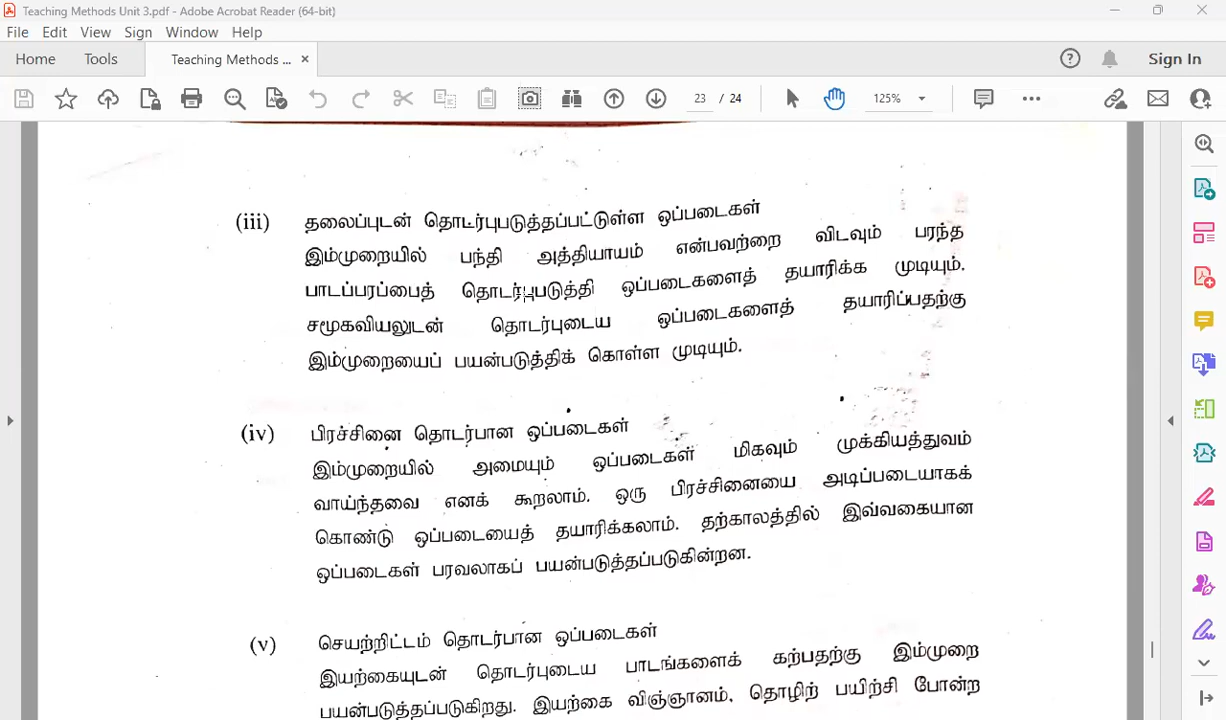 Teaching Methods Unit 3.pdf - Adobe Acrobat Reader (64-bit)
File Edit View Sign Window Help
Home Tools Teaching Methods ... × Sign In
23 / 24 125%
(iii) தலைப்புடன் தொடர்புபடுத்தப்பட்டுள்ள ஒப்படைகள்
இம்முறையில் பந்தி அத்தியாயம் என்பவற்றை விடவும் பரந்த
பாடப்பரப்பைத் தொடர்புபடுத்தி ஒப்படைகளைத் தயாரிக்க முடியும்.
சமூகவியலுடன் தொடர்புடைய ஒப்படைகளைத் தயாரிப்பதற்கு
இம்முறையைப் பயன்படுத்திக் கொள்ள முடியும்.
(iv) பிரச்சினை தொடர்பான ஒப்படைகள்
இம்முறையில் அமையும் ஒப்படைகள் மிகவும் முக்கியத்துவம்
வாய்ந்தவை எனக் கூறலாம். ஒரு பிரச்சினையை அடிப்படையாகக்
கொண்டு ஒப்படையைத் தயாரிக்கலாம். தற்காலத்தில் இவ்வகையான
ஒப்படைகள் பரவலாகப் பயன்படுத்தப்படுகின்றன.
(v) செயற்றிட்டம் தொடர்பான ஒப்படைகள்
இயற்கையுடன் தொடர்புடைய பாடங்களைக் கற்பதற்கு இம்முறை
பயன்படுத்தப்படுகிறது. இயற்கை விஞ்ஞானம், தொழிற் பயிற்சி போன்ற